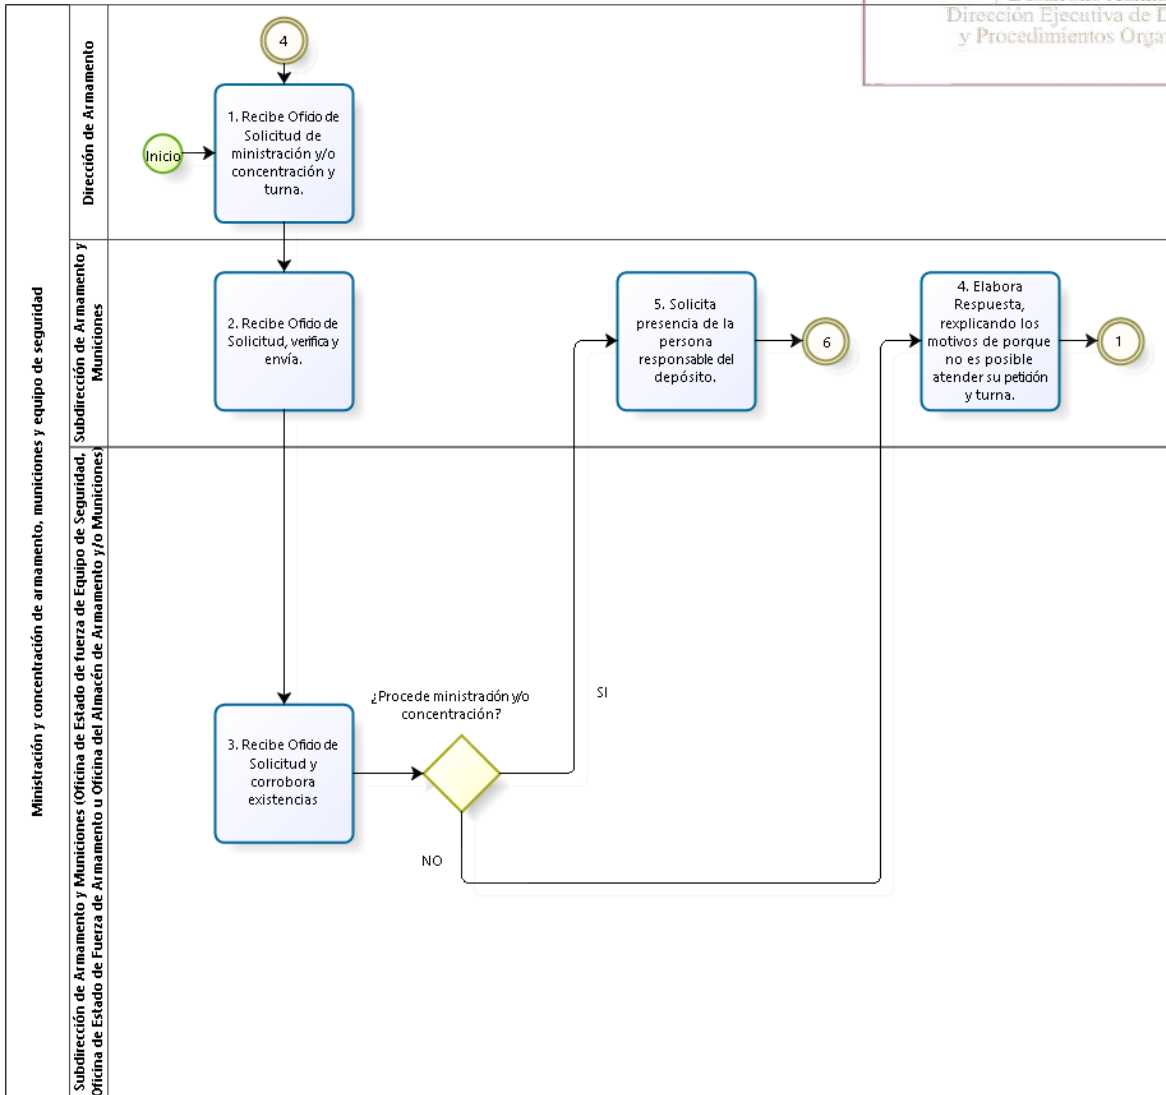 Dirección Ejecutiva de
y Procedimientos
Ministración y concentración de armamento, municiones y equipo de seguridad
Dirección de Armamento
4
Inicio
1. Recibe Oficio de
Solicitud de
ministración y/o
concentración y
turna.
Subdirección de Armamento y
Municiones
2. Recibe Oficio de
Solicitud, verifica y
envía.
5. Solicita
presencia de la
persona
responsable del
depósito.
6
4. Elabora
Respuesta,
rexplicando los
motivos de porque
no es posible
atender su petición
y turna.
1
Subdirección de Armamento y Municiones (Oficina de Estado de fuerza de Equipo de Seguridad,
Oficina de Estado de Fuerza de Armamento u Oficina del Almacén de Armamento y/o Municiones)
3. Recibe Oficio de
Solicitud y
corrobora
existencias
¿Procede ministración y/o
concentración?
SI
NO